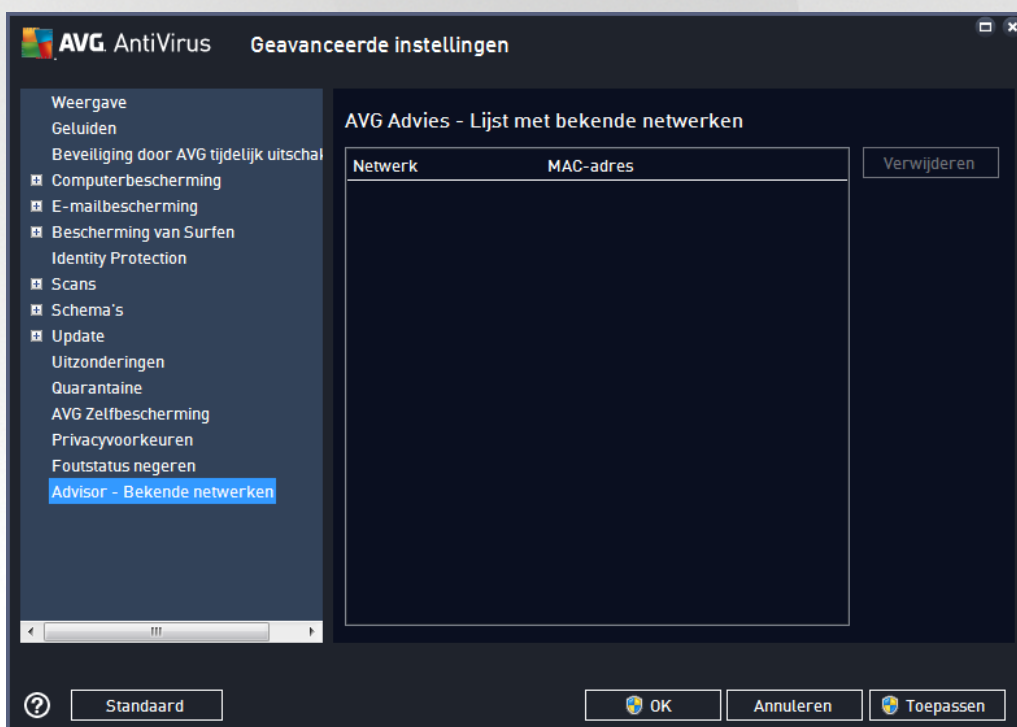 AVG. AntiVirus Geavanceerde instellingen
Weergave
Geluiden
Beveiliging door AVG tijdelijk uitschak
Computerbescherming
E-mailbescherming
Bescherming van Surfen
Identity Protection
Scans
Schema's
Update
Uitzonderingen
Quarantaine
AVG Zelfbescherming
Privacyvoorkeuren
Foutstatus negeren
Advisor - Bekende netwerken
AVG Advies - Lijst met bekende netwerken
Netwerk MAC-adres
Verwijderen
? Standaard OK Annuleren Toepassen